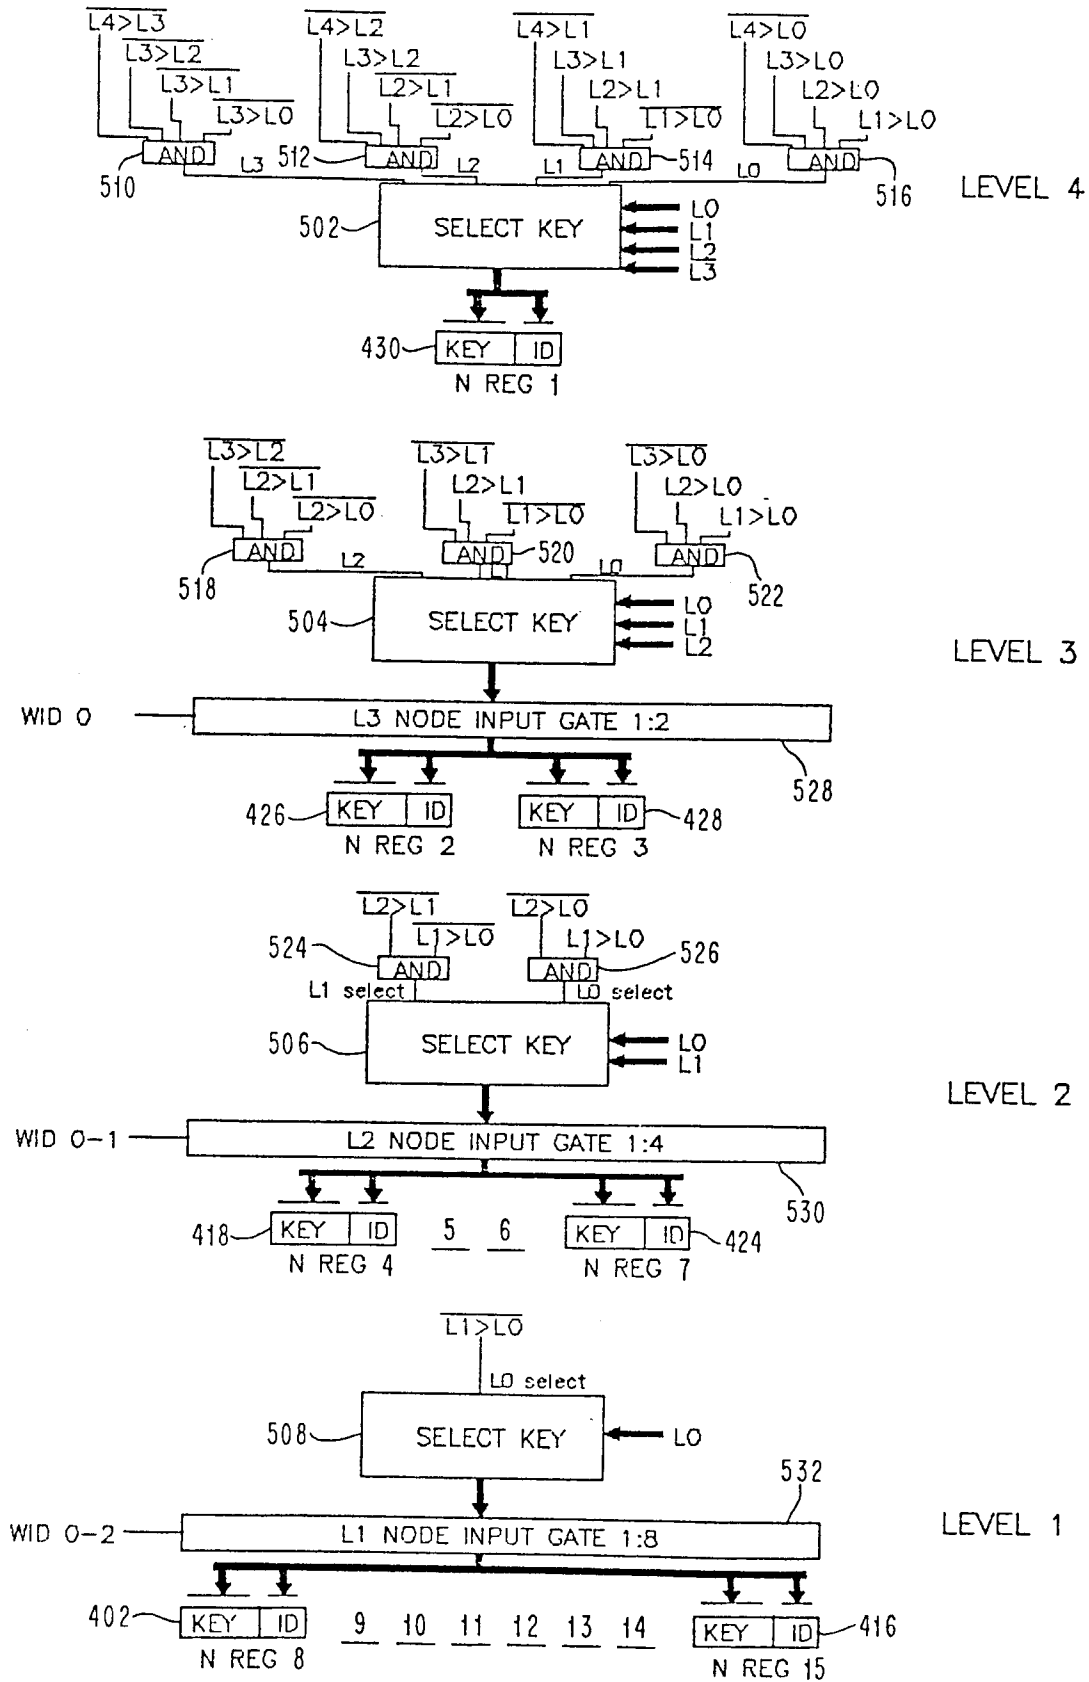 L4>L3 L4>L2 L4>L1 L4>L0
L3>L2 L3>L2 L3>L1 L3>L0
L3>L1 L2>L1 L2>L1 L2>L0
L3>L0 L2>L0 L1>L0 L1>L0
AND AND AND AND
510 L3 512 L2 L1 514 L0 516
LEVEL 4
502 SELECT KEY L0
L1
L2
L3
430 KEY ID
N REG 1
L3>L2 L3>L1 L3>L0
L2>L1 L2>L1 L2>L0
L2>L0 L1>L0 L1>L0
AND AND 520 AND
518 L2 L0 522
504 SELECT KEY L0
L1
L2
LEVEL 3
WID 0 L3 NODE INPUT GATE 1:2
528
426 KEY ID KEY ID 428
N REG 2 N REG 3
L2>L1 L2>L0
L1>L0 L1>L0
524 AND AND 526
L1 select L0 select
506 SELECT KEY L0
L1
LEVEL 2
WID 0-1 L2 NODE INPUT GATE 1:4
530
418 KEY ID 5 6 KEY ID 424
N REG 4 N REG 7
L1>L0
L0 select
508 SELECT KEY L0
532
LEVEL 1
WID 0-2 L1 NODE INPUT GATE 1:8
402 KEY ID 9 10 11 12 13 14 KEY ID 416
N REG 8 N REG 15